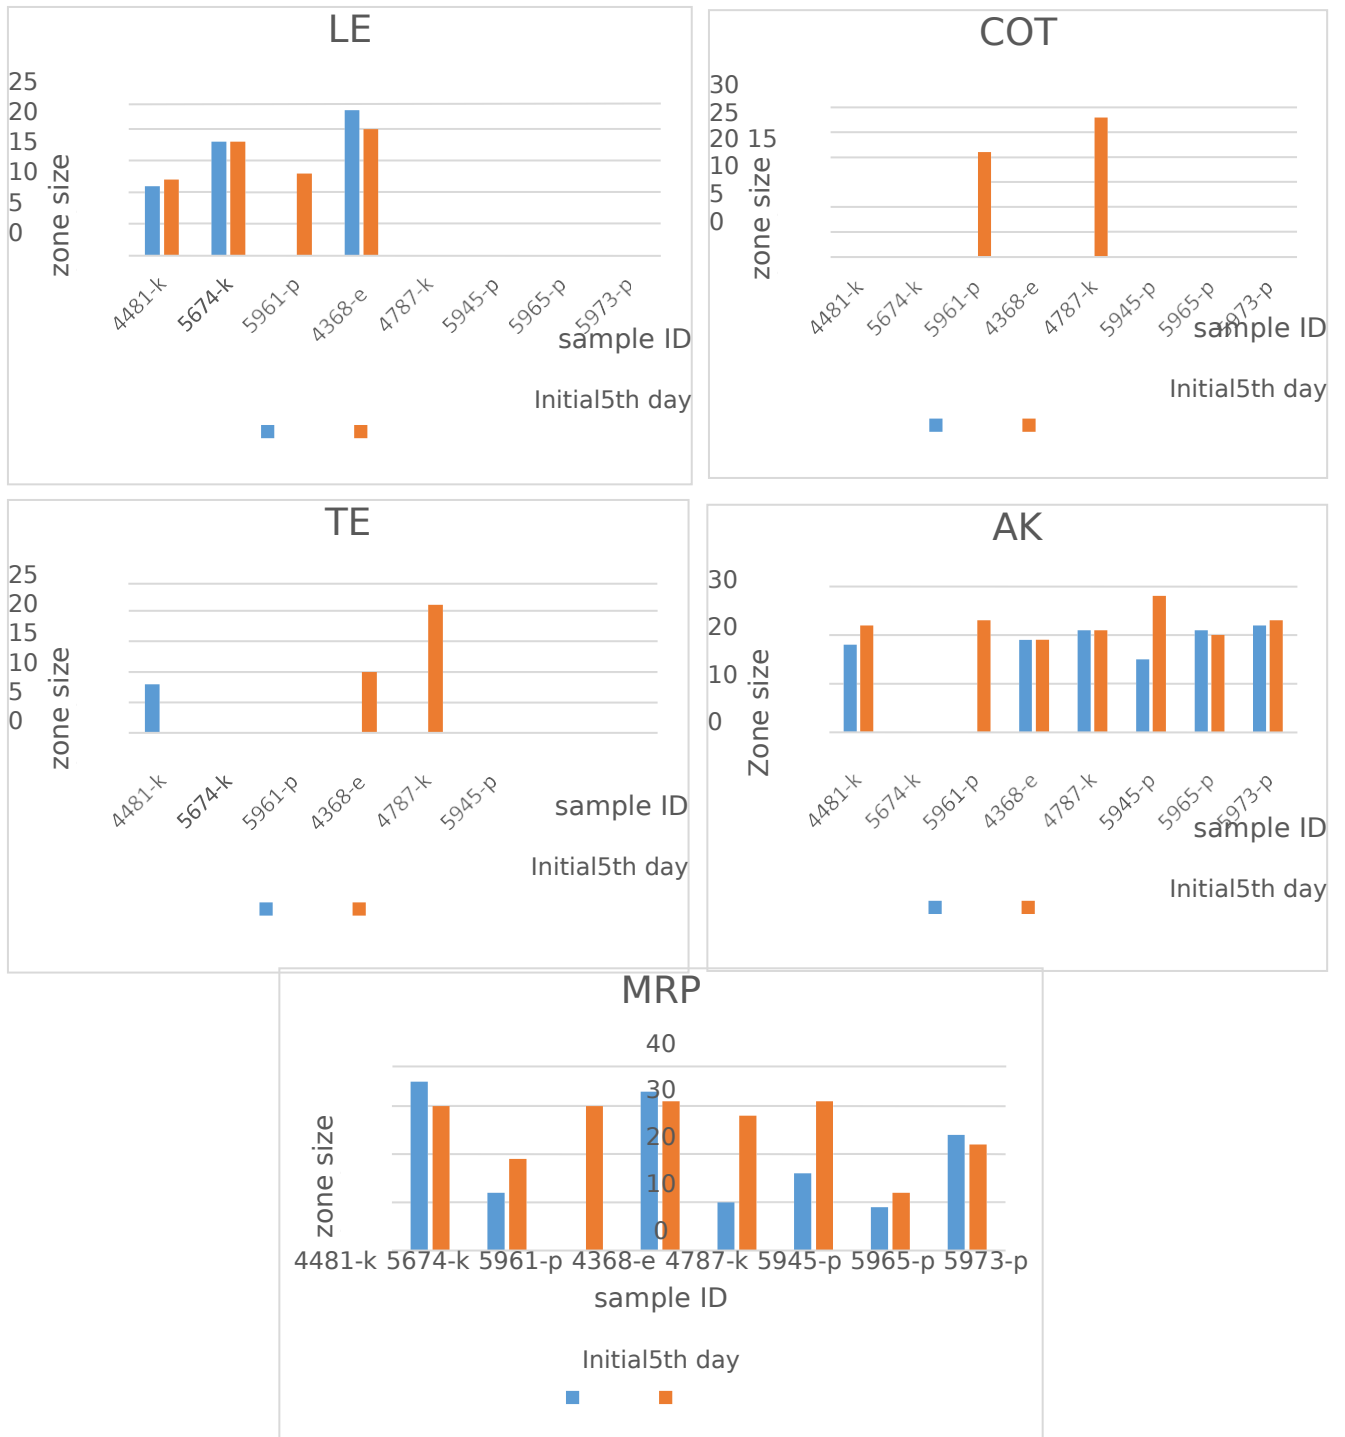 LE
25
20
15
10
5
0
zone size
4481-k 5674-k 5961-p 4368-e 4787-k 5945-p 5965-p 5973-p
sample ID
Initial5th day
COT
30
25
20 15
10
5
0
zone size
4481-k 5674-k 5961-p 4368-e 4787-k 5945-p 5965-p 5973-p
sample ID
Initial5th day
TE
25
20
15
10
5
0
zone size
4481-k 5674-k 5961-p 4368-e 4787-k 5945-p
sample ID
Initial5th day
AK
30
20
10
0
Zone size
4481-k 5674-k 5961-p 4368-e 4787-k 5945-p 5965-p 5973-p
sample ID
Initial5th day
MRP
40
30
20
10
0
zone size
4481-k 5674-k 5961-p 4368-e 4787-k 5945-p 5965-p 5973-p
sample ID
Initial5th day